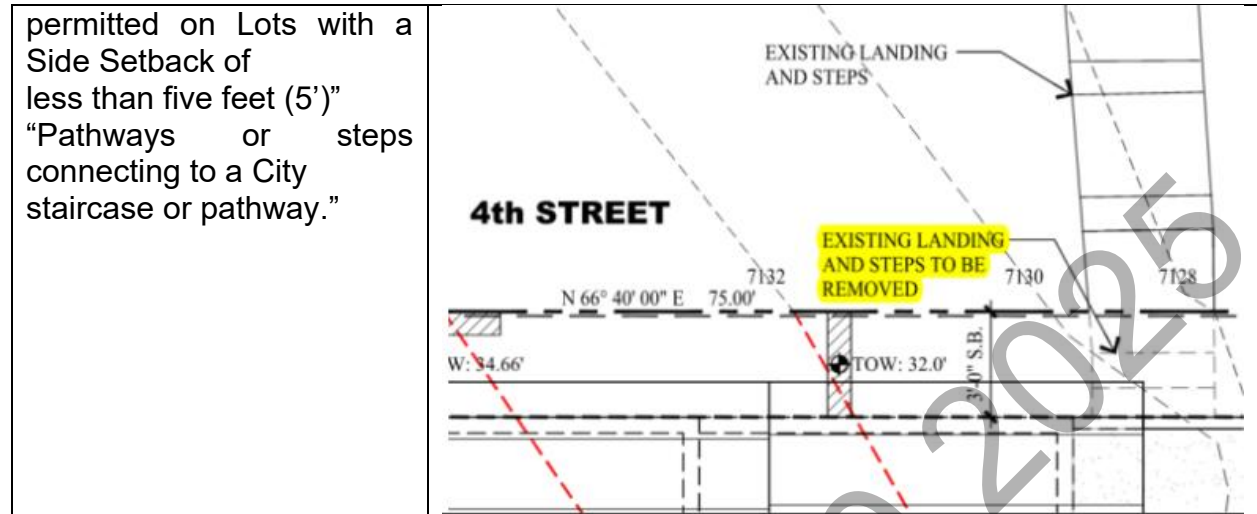 permitted on Lots with a
Side Setback of
less than five feet (5’)”
“Pathways or steps
connecting to a City
staircase or pathway.”
EXISTING LANDING
AND STEPS
4th STREET
EXISTING LANDING
AND STEPS TO BE
REMOVED
7132
7130
7128
N 66° 40' 00" E 75.00'
W: 34.66'
TOW: 32.0'
3'-0" S.B.
2025